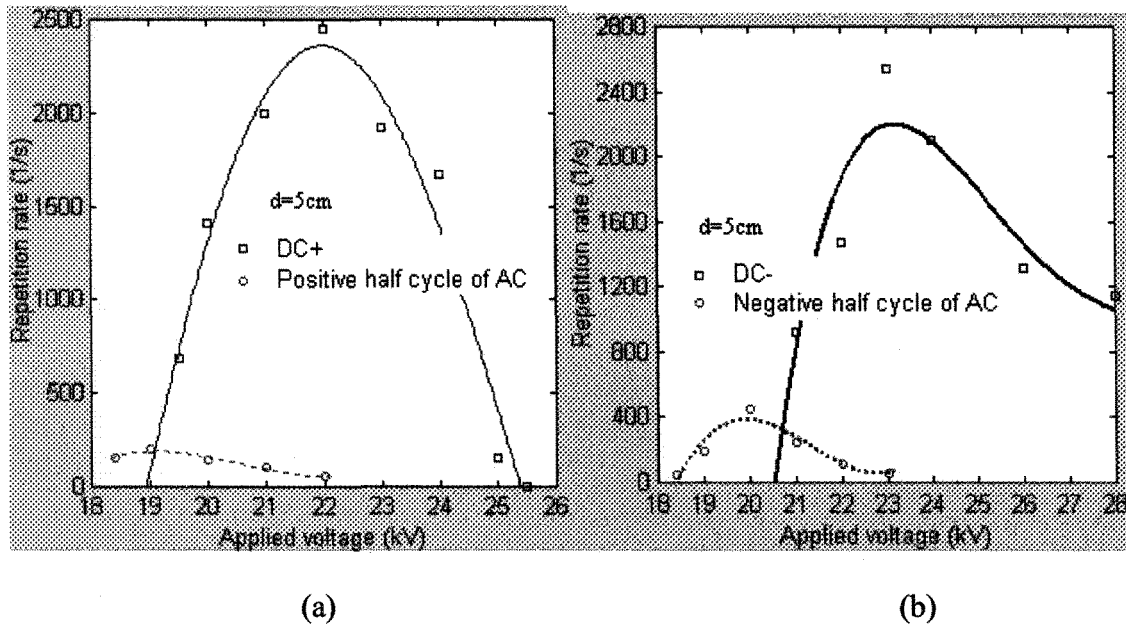 2500
2000
1500
1000
500
0
Repetition rate (1/s)
d=5cm
DC+
Positive half cycle of AC
18 19 20 21 22 23 24 25 26
Applied voltage (kV)
(a)
2800
2400
2000
1600
1200
800
400
0
Repetition rate (1/s)
d=5cm
DC-
Negative half cycle of AC
18 19 20 21 22 23 24 25 26 27 28
Applied voltage (kV)
(b)